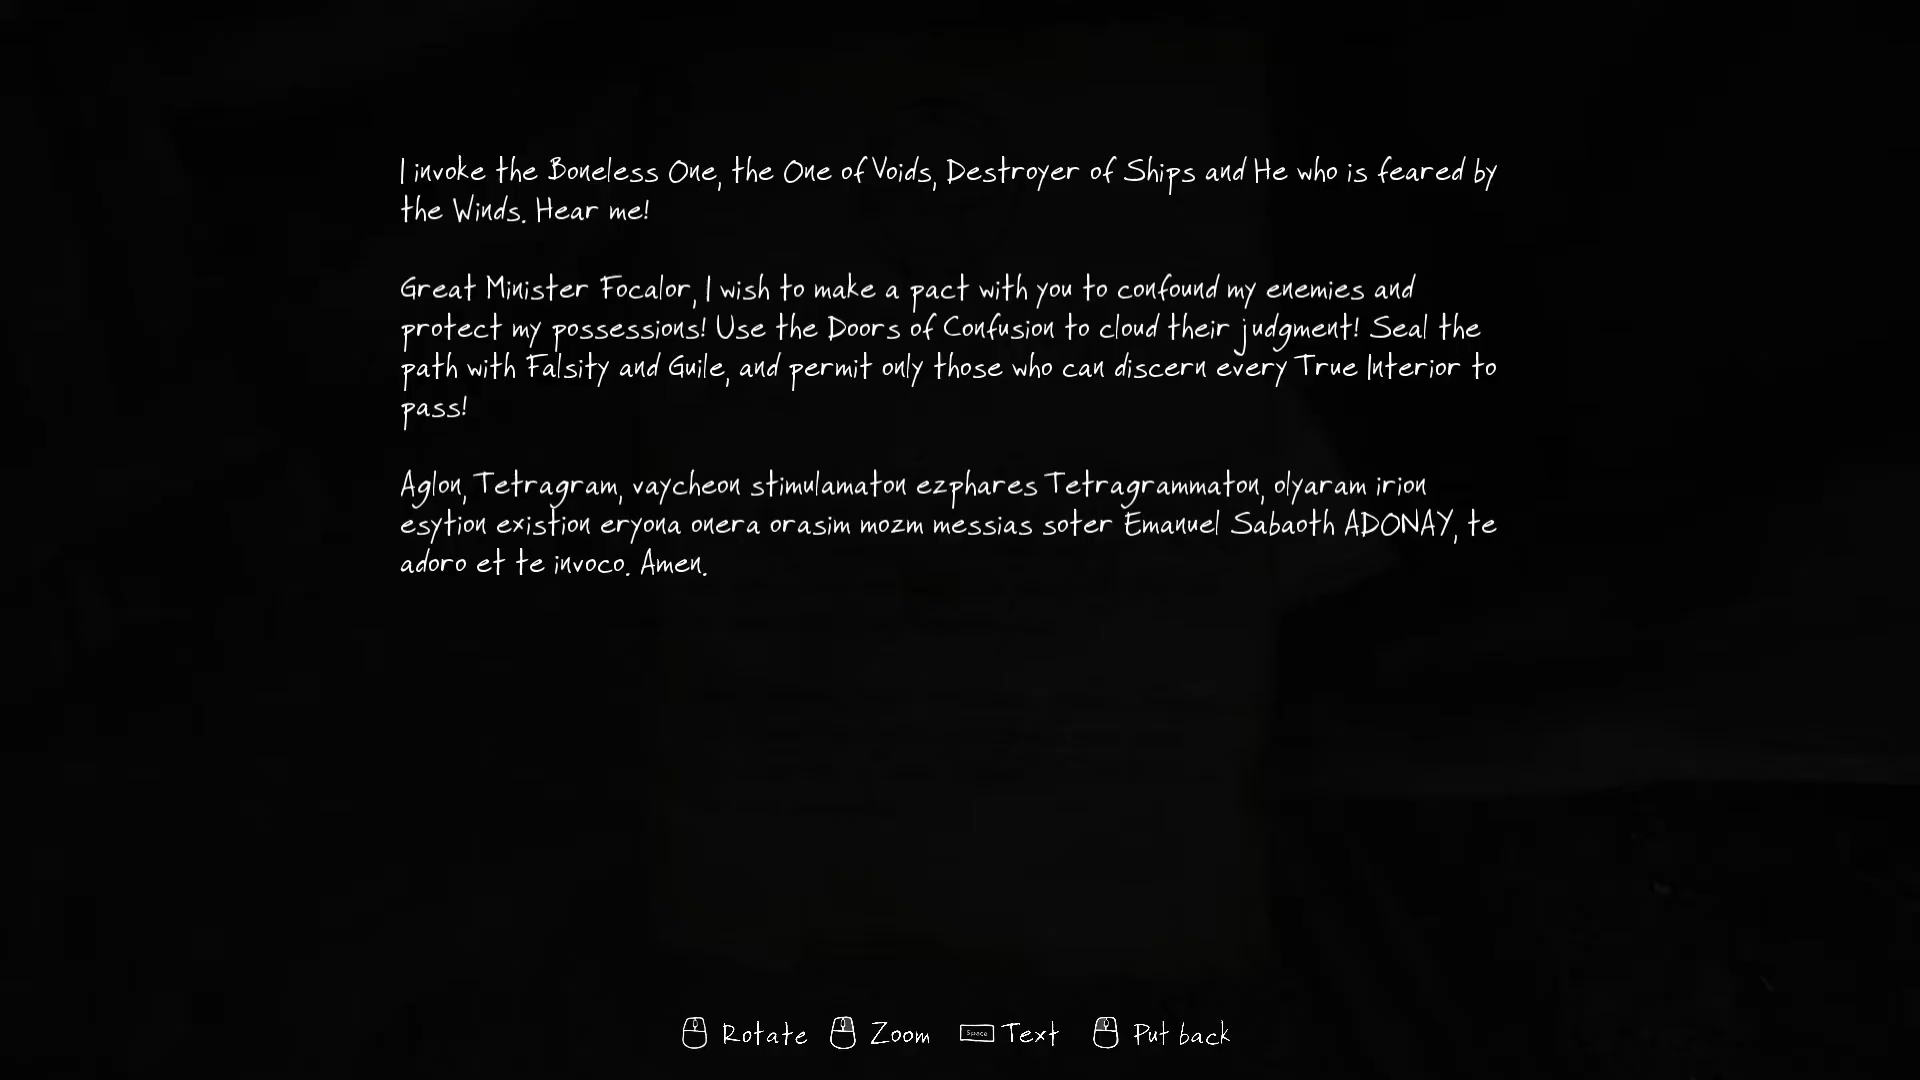 I invoke the Boneless One, the One of Voids, Destroyer of Ships and He who is feared by
the Winds. Hear me!
Great Minister Focalor, I wish to make a pact with you to confound my enemies and
protect my possessions! Use the Doors of Confusion to cloud their judgment! Seal the
path with Falsity and Guile, and permit only those who can discern every True Interior to
pass!
Aglon, Tetragram, vaycheon stimulamaton ezphares Tetragrammaton, olyaram irion
esytion existion eryona onera orasim mozm messias soter Emanuel Sabaoth ADONAY, te
adoro et te invoco. Amen.
Rotate Zoom Space Text Put back